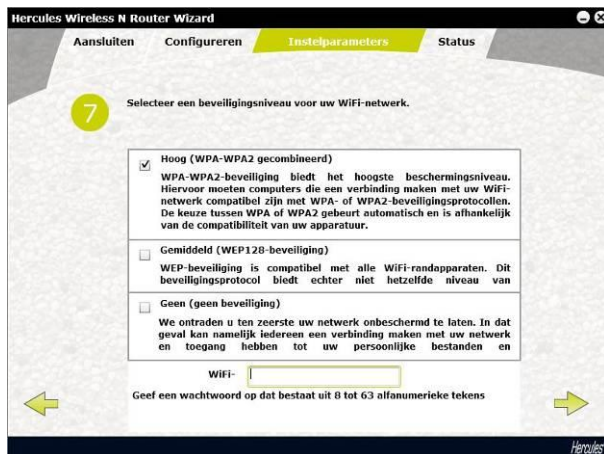 Hercules Wireless N Router Wizard
Aansluiten Configureren Instelparameters Status
7
Selecteer een beveiligingsniveau voor uw WiFi-netwerk.
Hoog (WPA-WPA2 gecombineerd)
WPA-WPA2-beveiliging biedt het hoogste beschermingsniveau.
Hiervoor moeten computers die een verbinding maken met uw WiFi-
netwerk compatibel zijn met WPA- of WPA2-beveiligingsprotocollen.
De keuze tussen WPA of WPA2 gebeurt automatisch en is afhankelijk
van de compatibiliteit van uw apparatuur.
Gemiddeld (WEP128-beveiliging)
WEP-beveiliging is compatibel met alle WiFi-randapparaten. Dit
beveiligingsprotocol biedt echter niet hetzelfde niveau van
Geen (geen beveiliging)
We ontraden u ten zeerste uw netwerk onbeschermd te laten. In dat
geval kan namelijk iedereen een verbinding maken met uw netwerk
en toegang hebben tot uw persoonlijke bestanden en
WiFi-
Geef een wachtwoord op dat bestaat uit 8 tot 63 alfanumerieke tekens
Hercules